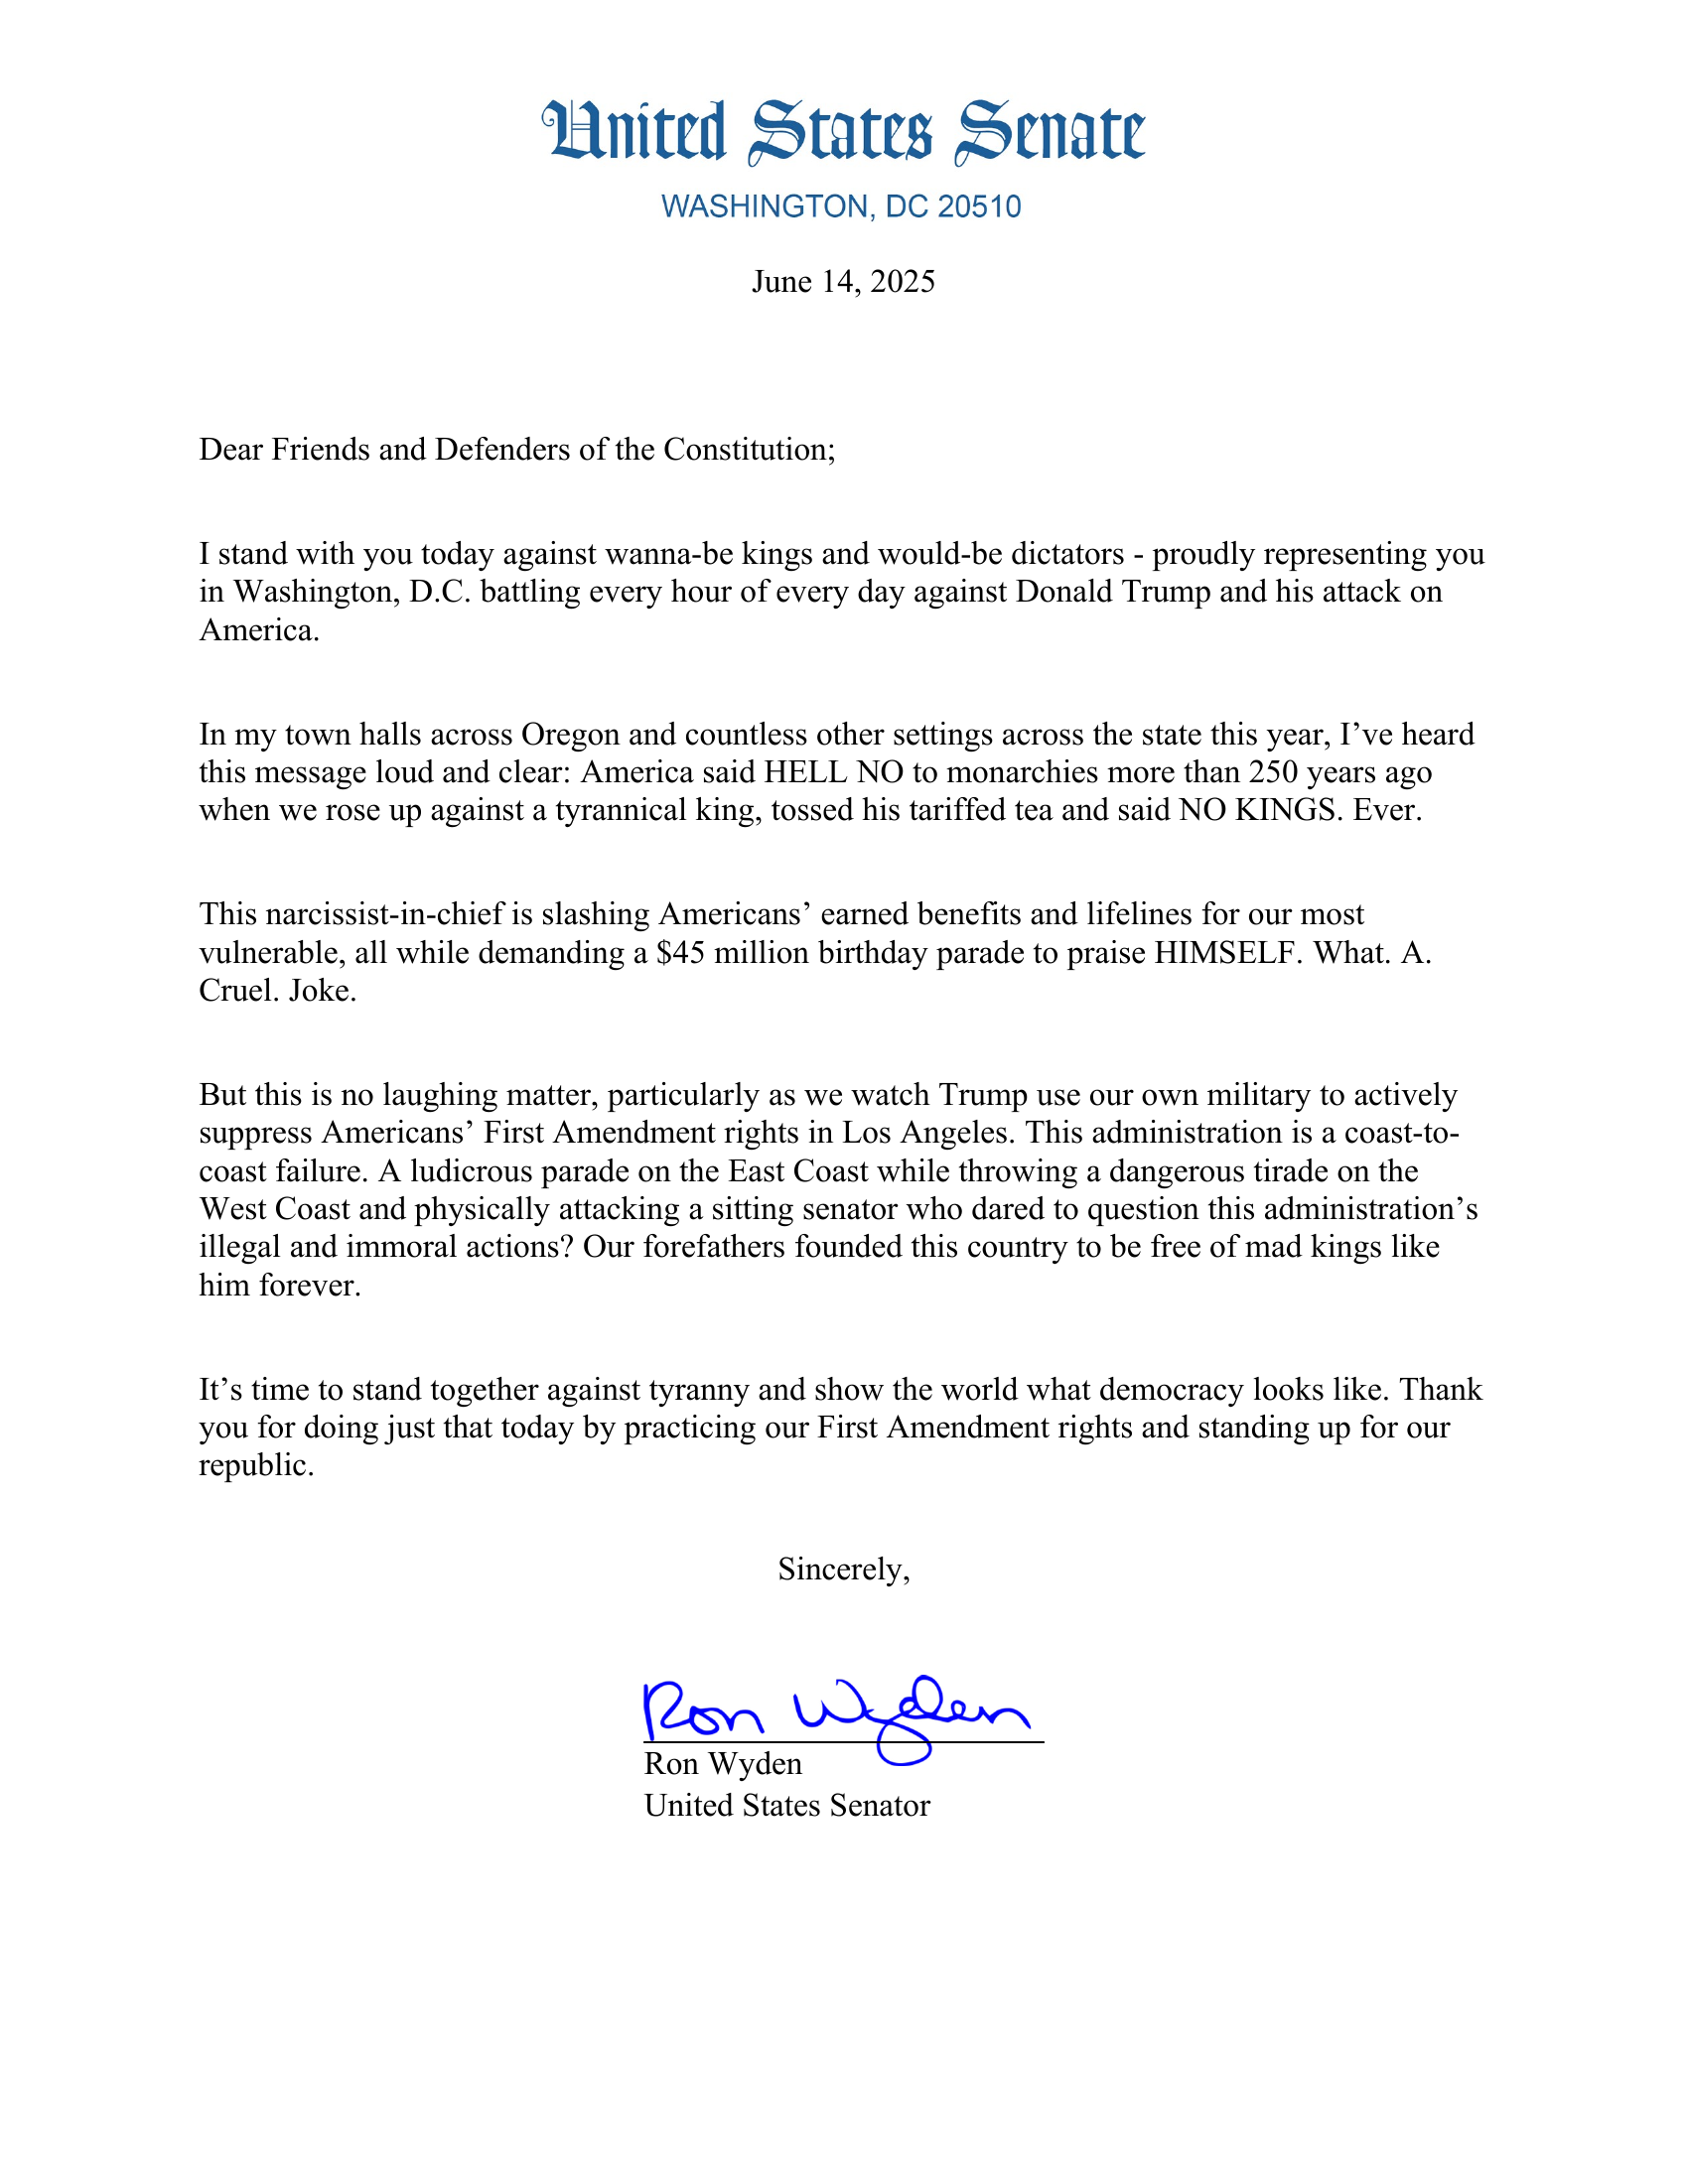 United States Senate
WASHINGTON, DC 20510
June 14, 2025
Dear Friends and Defenders of the Constitution;
I stand with you today against wanna-be kings and would-be dictators - proudly representing you
in Washington, D.C. battling every hour of every day against Donald Trump and his attack on
America.
In my town halls across Oregon and countless other settings across the state this year, I’ve heard
this message loud and clear: America said HELL NO to monarchies more than 250 years ago
when we rose up against a tyrannical king, tossed his tariffed tea and said NO KINGS. Ever.
This narcissist-in-chief is slashing Americans’ earned benefits and lifelines for our most
vulnerable, all while demanding a $45 million birthday parade to praise HIMSELF. What. A.
Cruel. Joke.
But this is no laughing matter, particularly as we watch Trump use our own military to actively
suppress Americans’ First Amendment rights in Los Angeles. This administration is a coast-to-
coast failure. A ludicrous parade on the East Coast while throwing a dangerous tirade on the
West Coast and physically attacking a sitting senator who dared to question this administration’s
illegal and immoral actions? Our forefathers founded this country to be free of mad kings like
him forever.
It’s time to stand together against tyranny and show the world what democracy looks like. Thank
you for doing just that today by practicing our First Amendment rights and standing up for our
republic.
Sincerely,
Ron Wyden
Ron Wyden
United States Senator